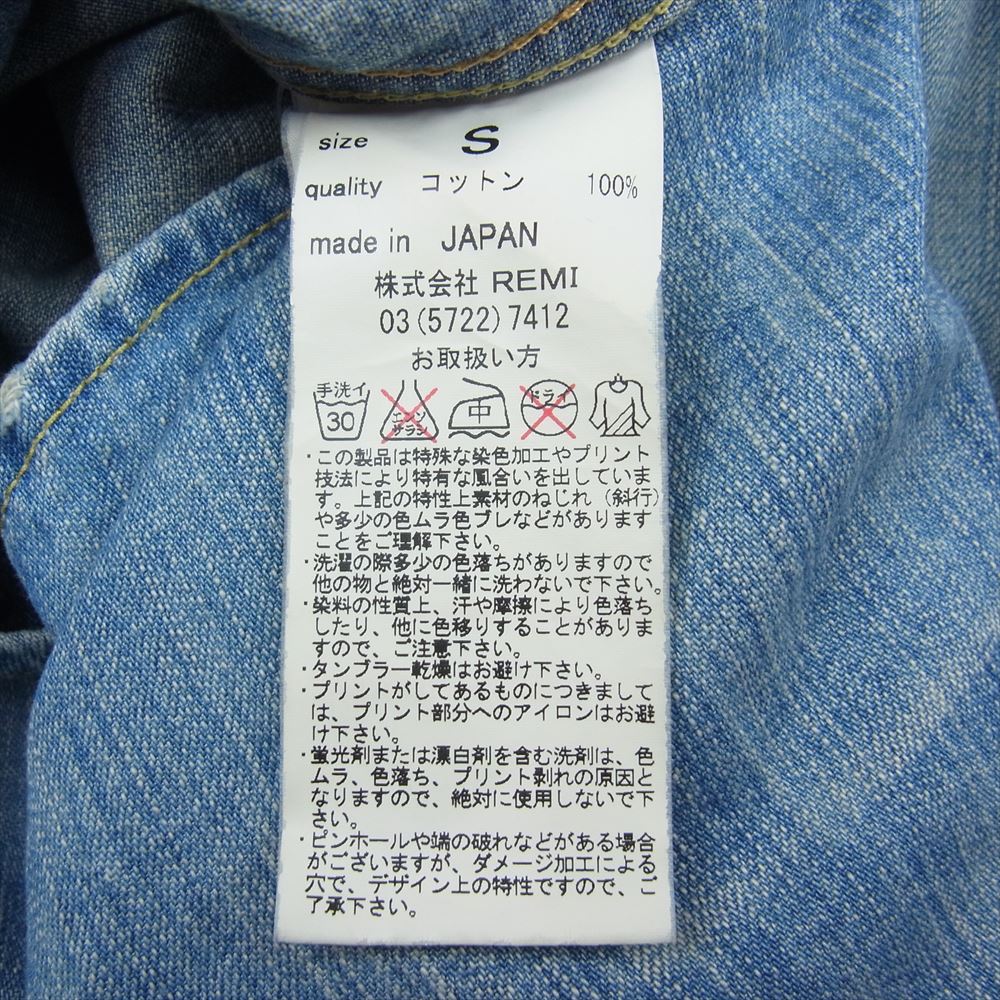 size S
quality コットン 100%
made in JAPAN
株式会社 REMI
03(5722)7412
お取扱い方
手洗イ 30 エンソ サラシ 中 ドライ
・この製品は特殊な染色加工やプリント
技法により特有な風合いを出していま
す。上記の特性上素材のねじれ(斜行)
や多少の色ムラ色ブレなどがあります
ことをご理解下さい。
・洗濯の際多少の色落ちがありますので
他の物と絶対一緒に洗わないで下さい。
・染料の性質上、汗や摩擦により色落ち
したり、他に色移りすることがありま
すので、ご注意下さい。
・タンブラー乾燥はお避け下さい。
・プリントがしてあるものにつきまして
は、プリント部分へのアイロンはお避
け下さい。
・蛍光剤または漂白剤を含む洗剤は、色
ムラ、色落ち、プリント剥れの原因と
なりますので、絶対に使用しないで下
さい。
・ピンホールや端の破れなどがある場合
がございますが、ダメージ加工による
穴で、デザイン上の特性ですので、ご
了承下さい。